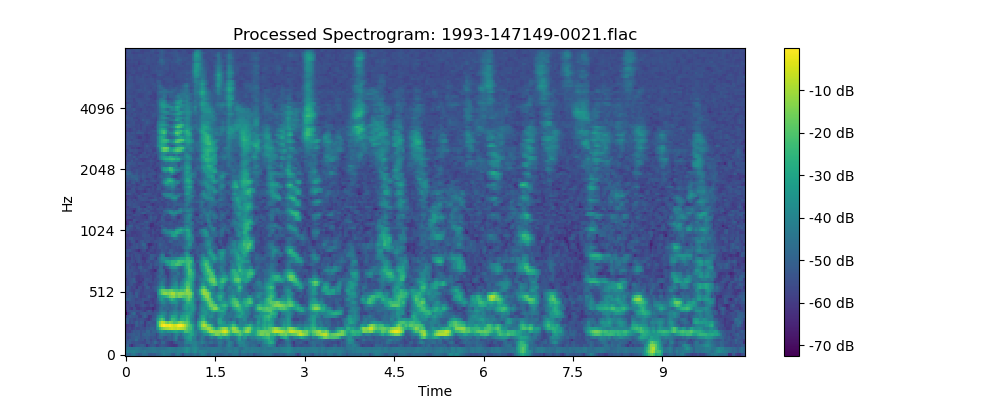 Processed Spectrogram: 1993-147149-0021.flac
Hz
4096
2048
1024
512
0
0 1.5 3 4.5 6 7.5 9
Time
-10 dB
-20 dB
-30 dB
-40 dB
-50 dB
-60 dB
-70 dB